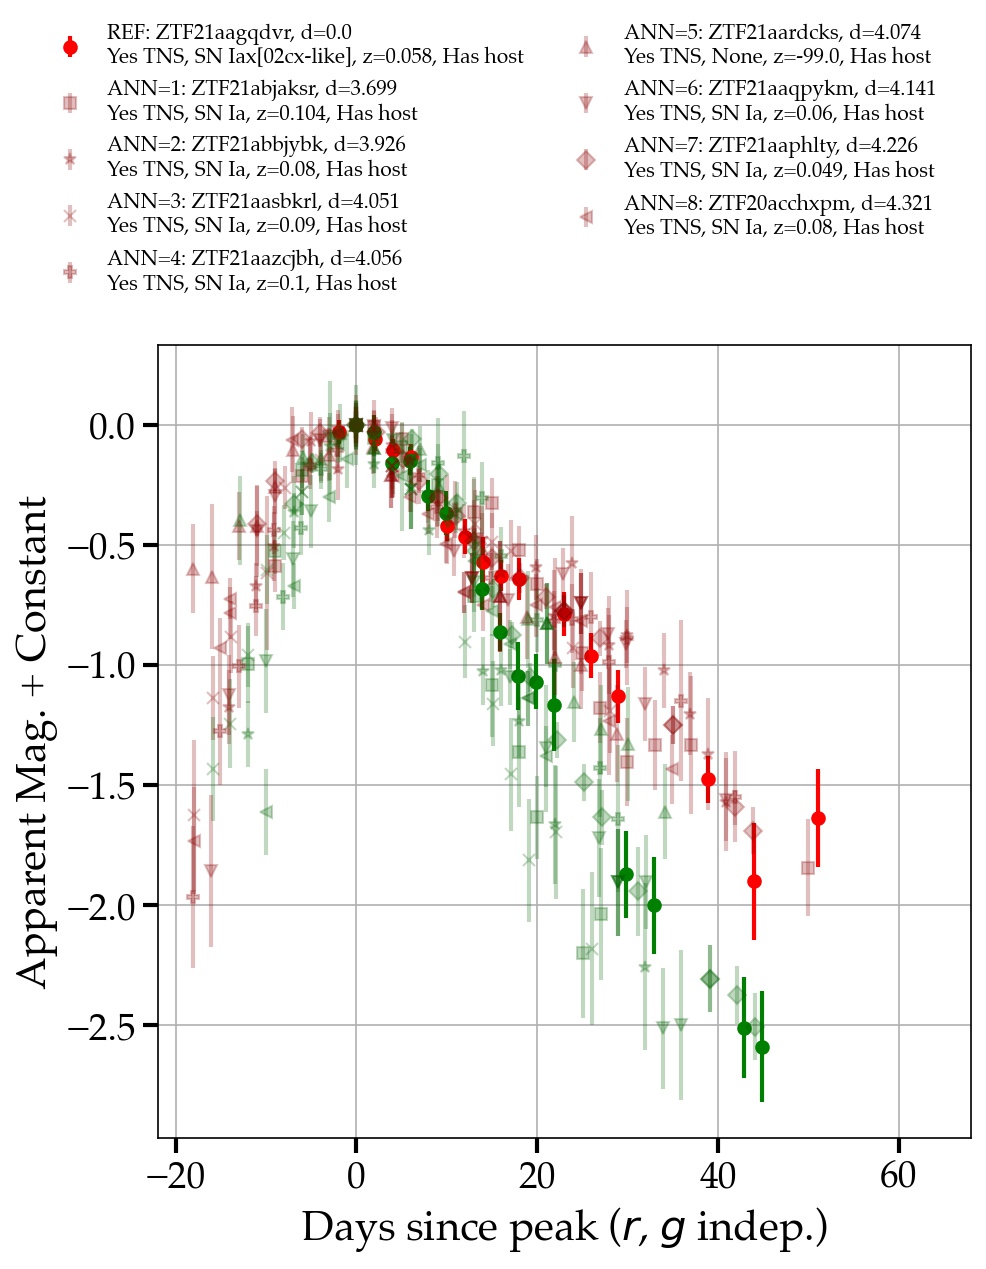 REF: ZTF21aagqdvr, d=0.0
Yes TNS, SN Iax[02cx-like], z=0.058, Has host
ANN=1: ZTF21abjaksr, d=3.699
Yes TNS, SN Ia, z=0.104, Has host
ANN=2: ZTF21abbjybk, d=3.926
Yes TNS, SN Ia, z=0.08, Has host
ANN=3: ZTF21aasbkrl, d=4.051
Yes TNS, SN Ia, z=0.09, Has host
ANN=4: ZTF21aazcjbh, d=4.056
Yes TNS, SN Ia, z=0.1, Has host
ANN=5: ZTF21aardcks, d=4.074
Yes TNS, None, z=-99.0, Has host
ANN=6: ZTF21aaqpykm, d=4.141
Yes TNS, SN Ia, z=0.06, Has host
ANN=7: ZTF21aaphlty, d=4.226
Yes TNS, SN Ia, z=0.049, Has host
ANN=8: ZTF20acchxpm, d=4.321
Yes TNS, SN Ia, z=0.08, Has host
Apparent Mag. + Constant
0.0
−0.5
−1.0
−1.5
−2.0
−2.5
−20
0
20
40
60
Days since peak (r, g indep.)